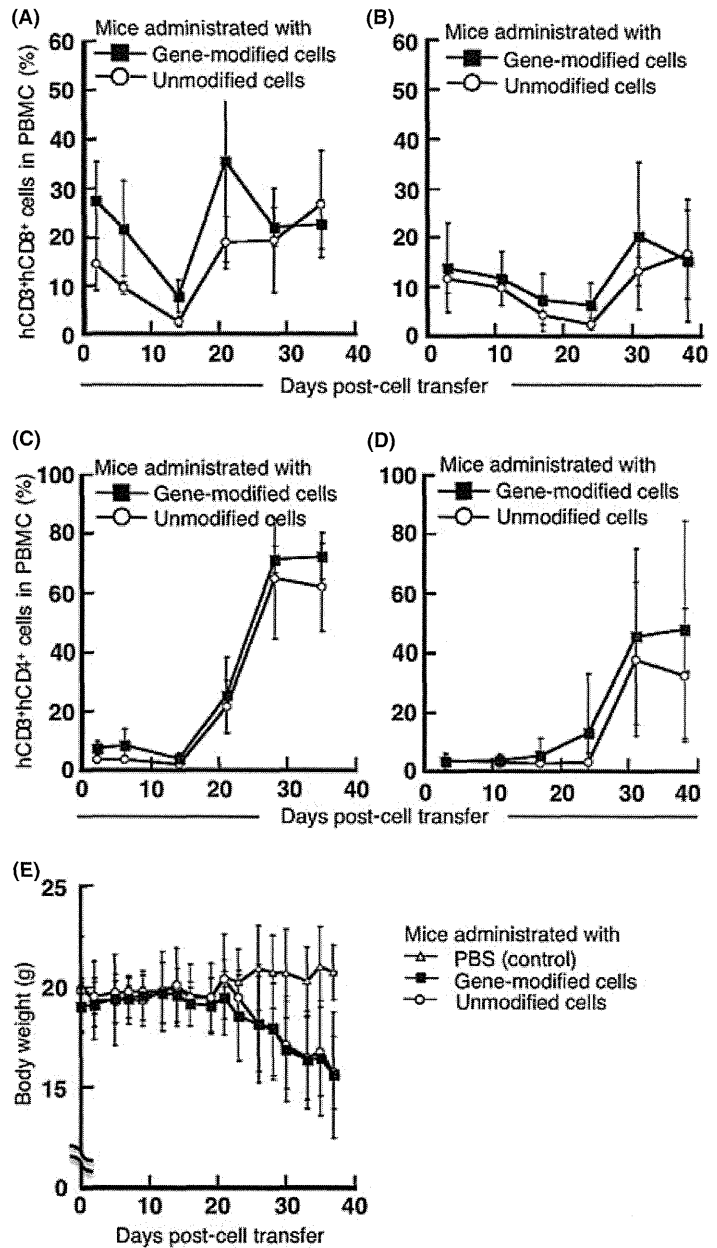 (A)
Mice administrated with
Gene-modified cells
Unmodified cells
hCD3+hCD8+ cells in PBMC (%)
60
50
40
30
20
10
0
0 10 20 30 40
(B)
Mice administrated with
Gene-modified cells
Unmodified cells
60
50
40
30
20
10
0
0 10 20 30 40
Days post-cell transfer
(C)
Mice administrated with
Gene-modified cells
Unmodified cells
hCD3+hCD4+ cells in PBMC (%)
100
80
60
40
20
0
0 10 20 30 40
(D)
Mice administrated with
Gene-modified cells
Unmodified cells
100
80
60
40
20
0
0 10 20 30 40
Days post-cell transfer
(E)
Body weight (g)
25
20
15
0
0 10 20 30 40
Days post-cell transfer
Mice administrated with
PBS (control)
Gene-modified cells
Unmodified cells